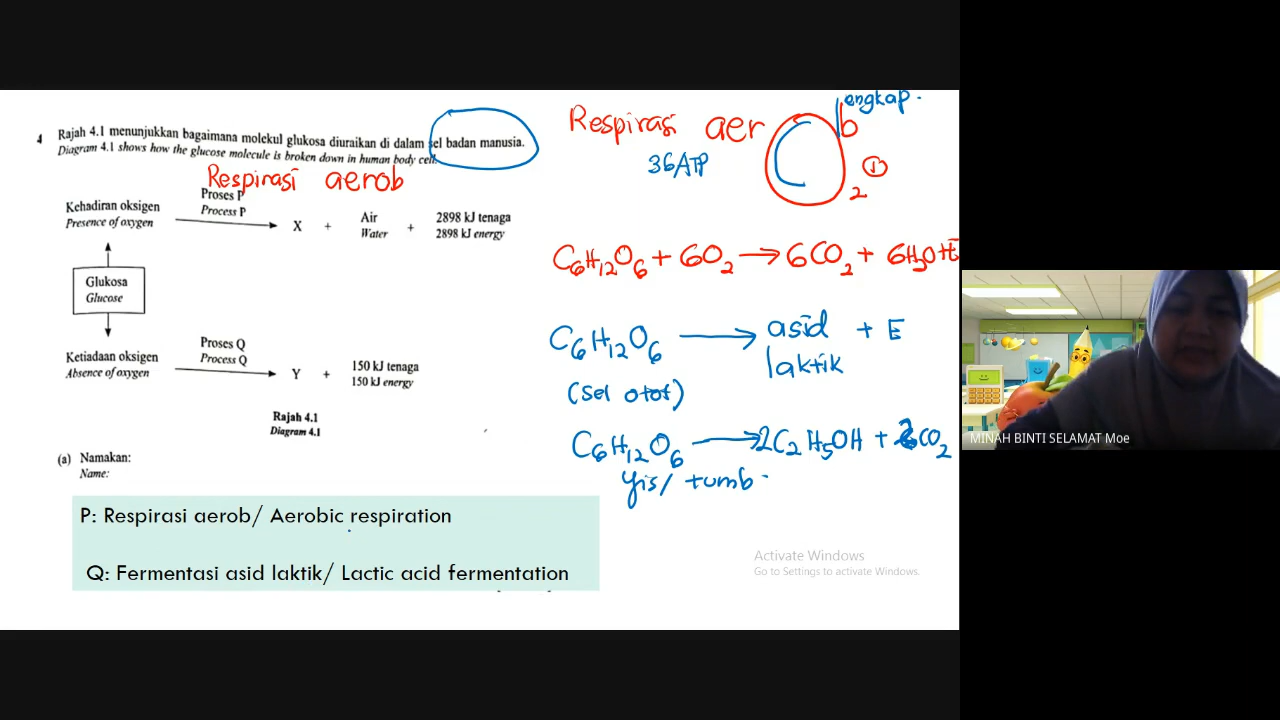 4 Rajah 4.1 menunjukkan bagaimana molekul glukosa diuraikan di dalam sel badan manusia.
Diagram 4.1 shows how the glucose molecule is broken down in human body cell.
Respirasi aerob
Kehadiran oksigen
Presence of oxygen
Proses P
Process P
X + Air + 2898 kJ tenaga
Water 2898 kJ energy
Glukosa
Glucose
Ketiadaan oksigen
Absence of oxygen
Proses Q
Process Q
Y + 150 kJ tenaga
150 kJ energy
Rajah 4.1
Diagram 4.1
(a) Namakan:
Name:
P: Respirasi aerob/ Aerobic respiration
Q: Fermentasi asid laktik/ Lactic acid fermentation
lengkap.
Respirasi aerob
36ATP
1
2
C6H12O6 + 6O2 → 6CO2 + 6H2O + E
C6H12O6 → asid + E
laktik
(sel otot)
C6H12O6 → 2C2H5OH + 2CO2
Yis/ tumb
Activate Windows
Go to Settings to activate Windows.
MINAH BINTI SELAMAT Moe